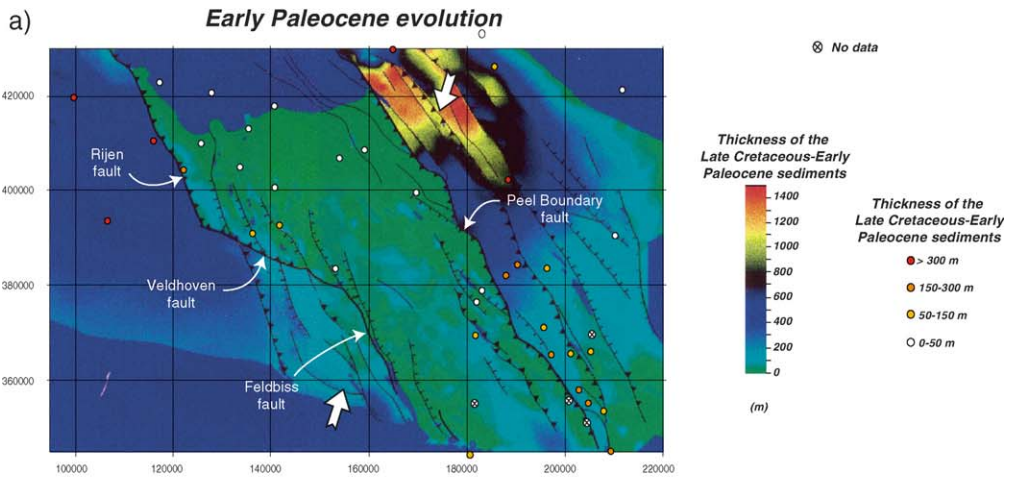 a)
Early Paleocene evolution
No data
420000
400000
380000
360000
Rijen
fault
Peel Boundary
fault
Veldhoven
fault
Feldbiss
fault
100000
120000
140000
160000
180000
200000
220000
Thickness of the
Late Cretaceous-Early
Paleocene sediments
1400
1200
1000
800
600
400
200
0
(m)
Thickness of the
Late Cretaceous-Early
Paleocene sediments
> 300 m
150-300 m
50-150 m
0-50 m